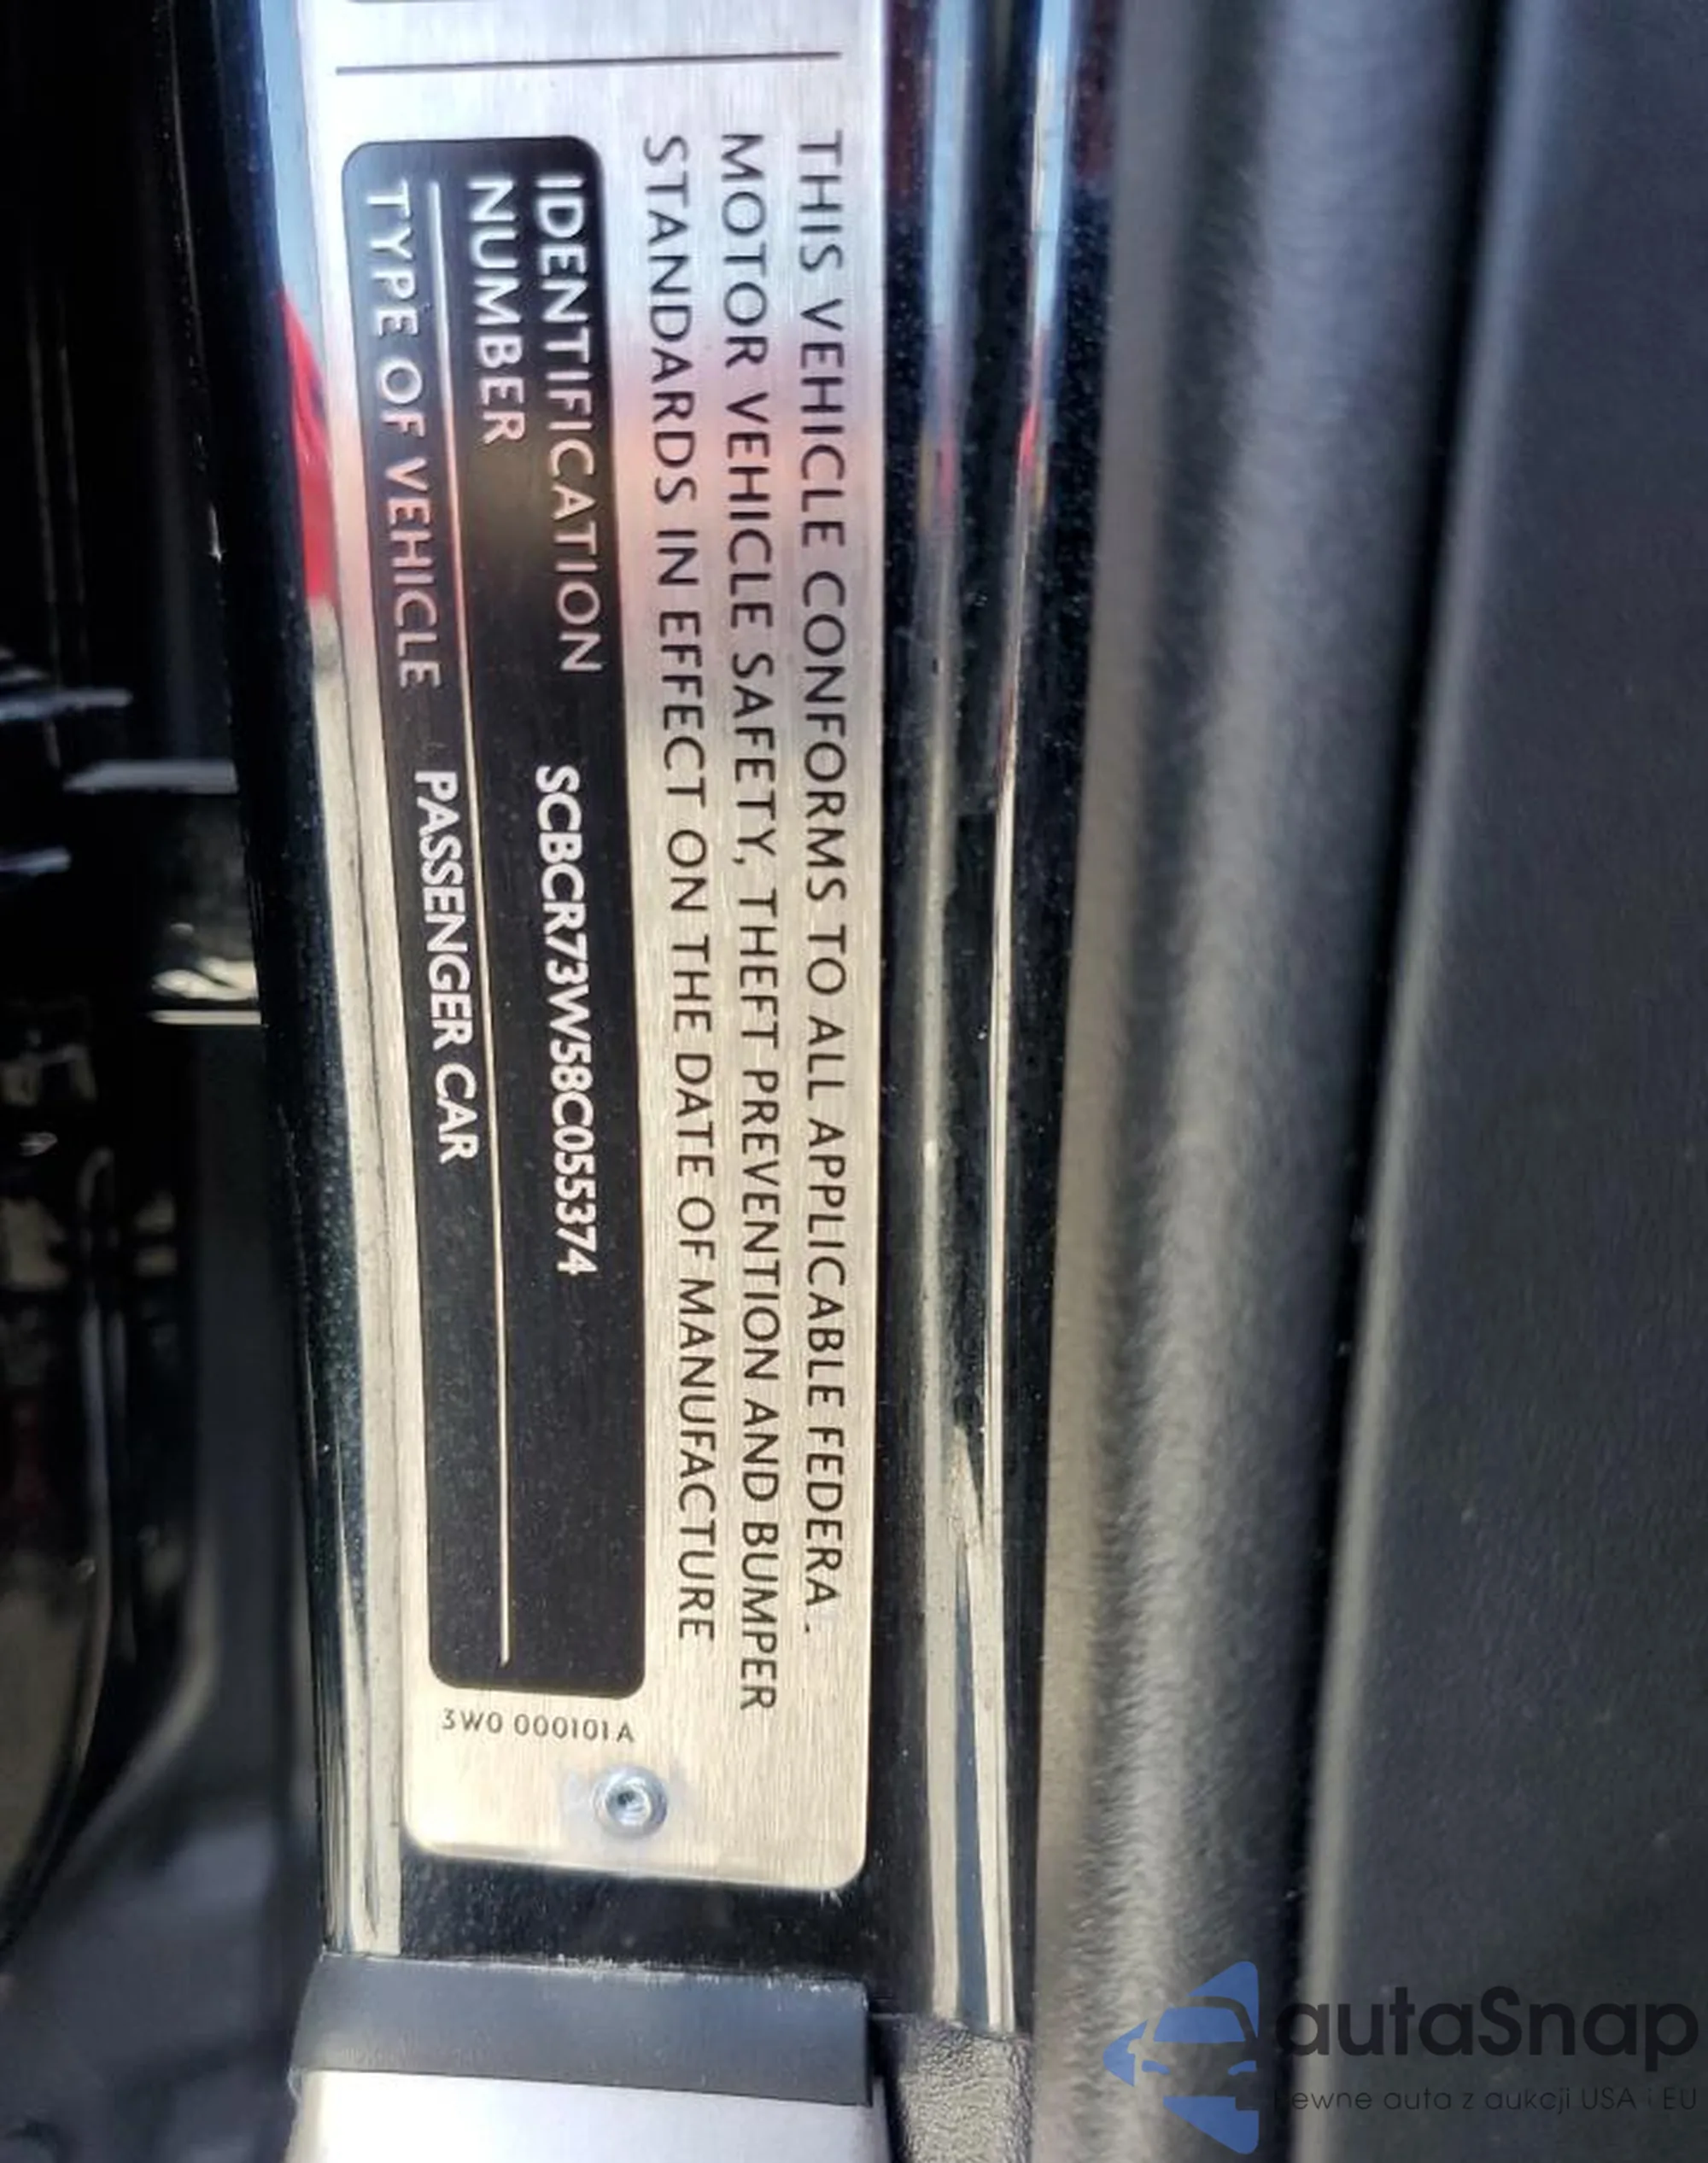 THIS VEHICLE CONFORMS TO ALL APPLICABLE FEDERA.
MOTOR VEHICLE SAFETY, THEFT PREVENTION AND BUMPER
STANDARDS IN EFFECT ON THE DATE OF MANUFACTURE
IDENTIFICATION
NUMBER SCBCR73W58C055374
TYPE OF VEHICLE PASSENGER CAR
3W0 000101 A
autaSnap
ewne auta z aukcji USA i EU